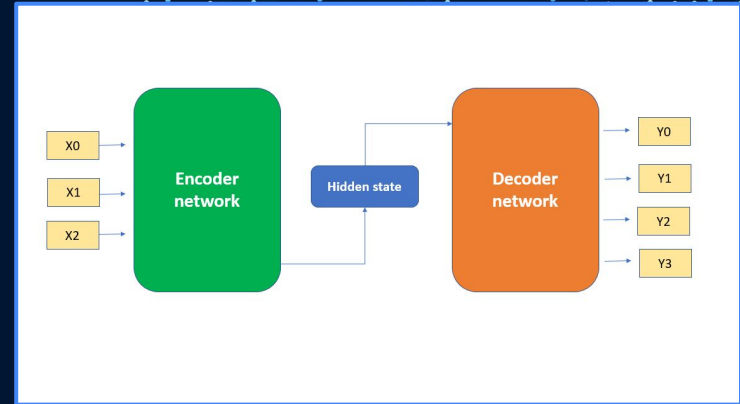 X0
X1
X2
Encoder
network
Hidden state
Decoder
network
Y0
Y1
Y2
Y3